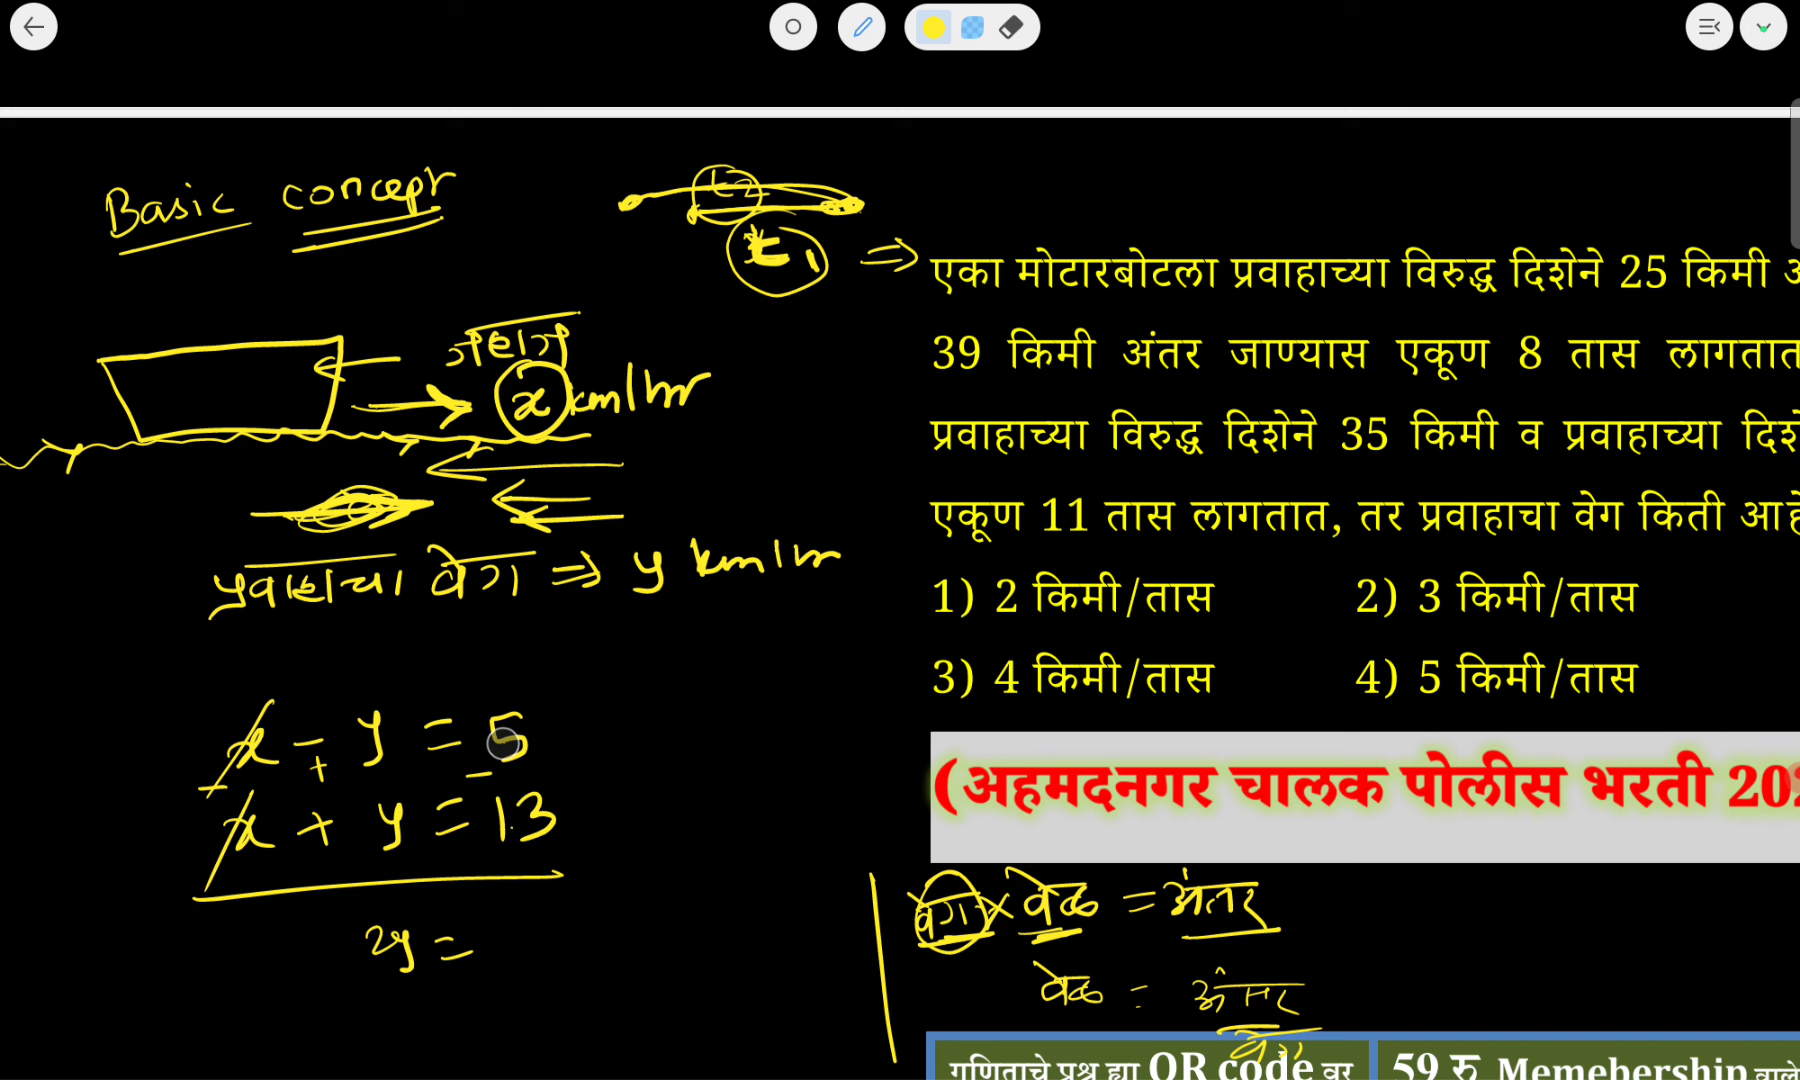 Basic concept
t2
t1 ⇒
x km/hr
प्रवाहाचा वेग ⇒ y km/hr
x - y = 5
x + y = 13
2y =
एका मोटारबोटला प्रवाहाच्या विरुद्ध दिशेने 25 किमी
39 किमी अंतर जाण्यास एकूण 8 तास लागतात
प्रवाहाच्या विरुद्ध दिशेने 35 किमी व प्रवाहाच्या
एकूण 11 तास लागतात, तर प्रवाहाचा वेग किती
1) 2 किमी/तास 2) 3 किमी/तास
3) 4 किमी/तास 4) 5 किमी/तास
(अहमदनगर चालक पोलीस भरती
वेग × वेळ = अंतर
वेळ = अंतर
वेग
गणिताचे प्रश्न ह्या QR code वर
59 रु Memebership